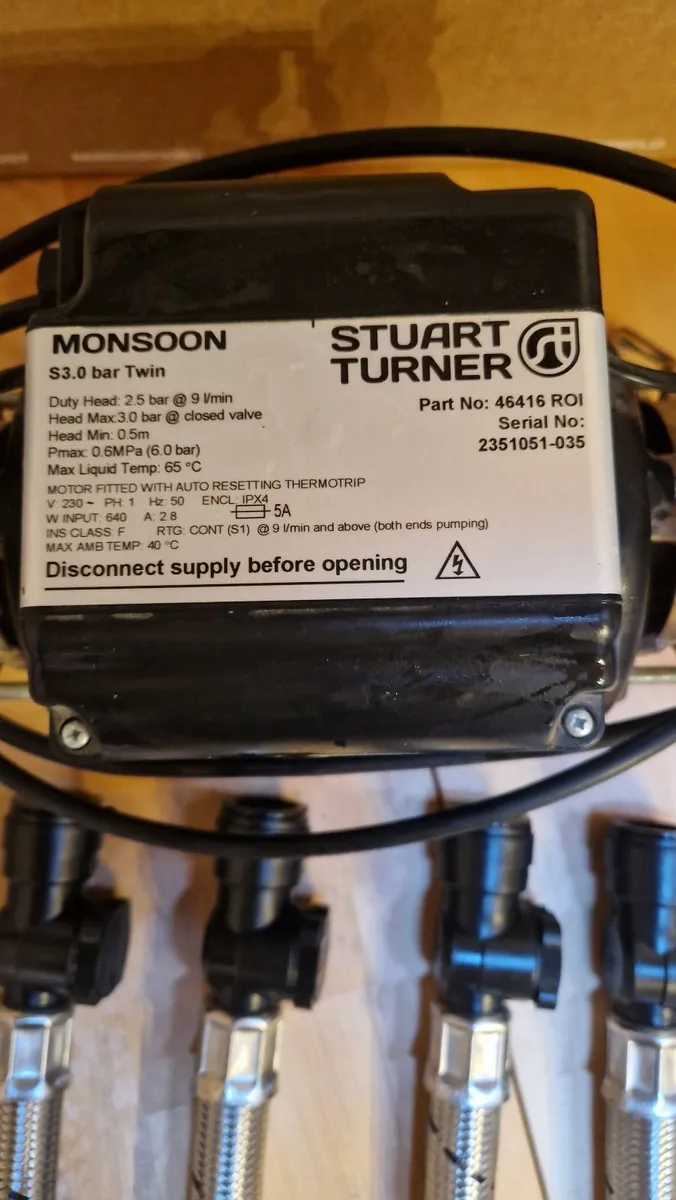 MONSOON
S3.0 bar Twin
Duty Head: 2.5 bar @ 9 l/min
Head Max:3.0 bar @ closed valve
Head Min: 0.5m
Pmax: 0.6MPa (6.0 bar)
Max Liquid Temp: 65 °C
STUART
TURNER
Part No: 46416 ROI
Serial No:
2351051-035
MOTOR FITTED WITH AUTO RESETTING THERMOTRIP
V: 230 ~ PH: 1 Hz: 50 ENCL: IPX4
W INPUT: 640 A: 2.8 5A
INS CLASS: F RTG: CONT (S1) @ 9 l/min and above (both ends pumping)
MAX AMB TEMP: 40 °C
Disconnect supply before opening